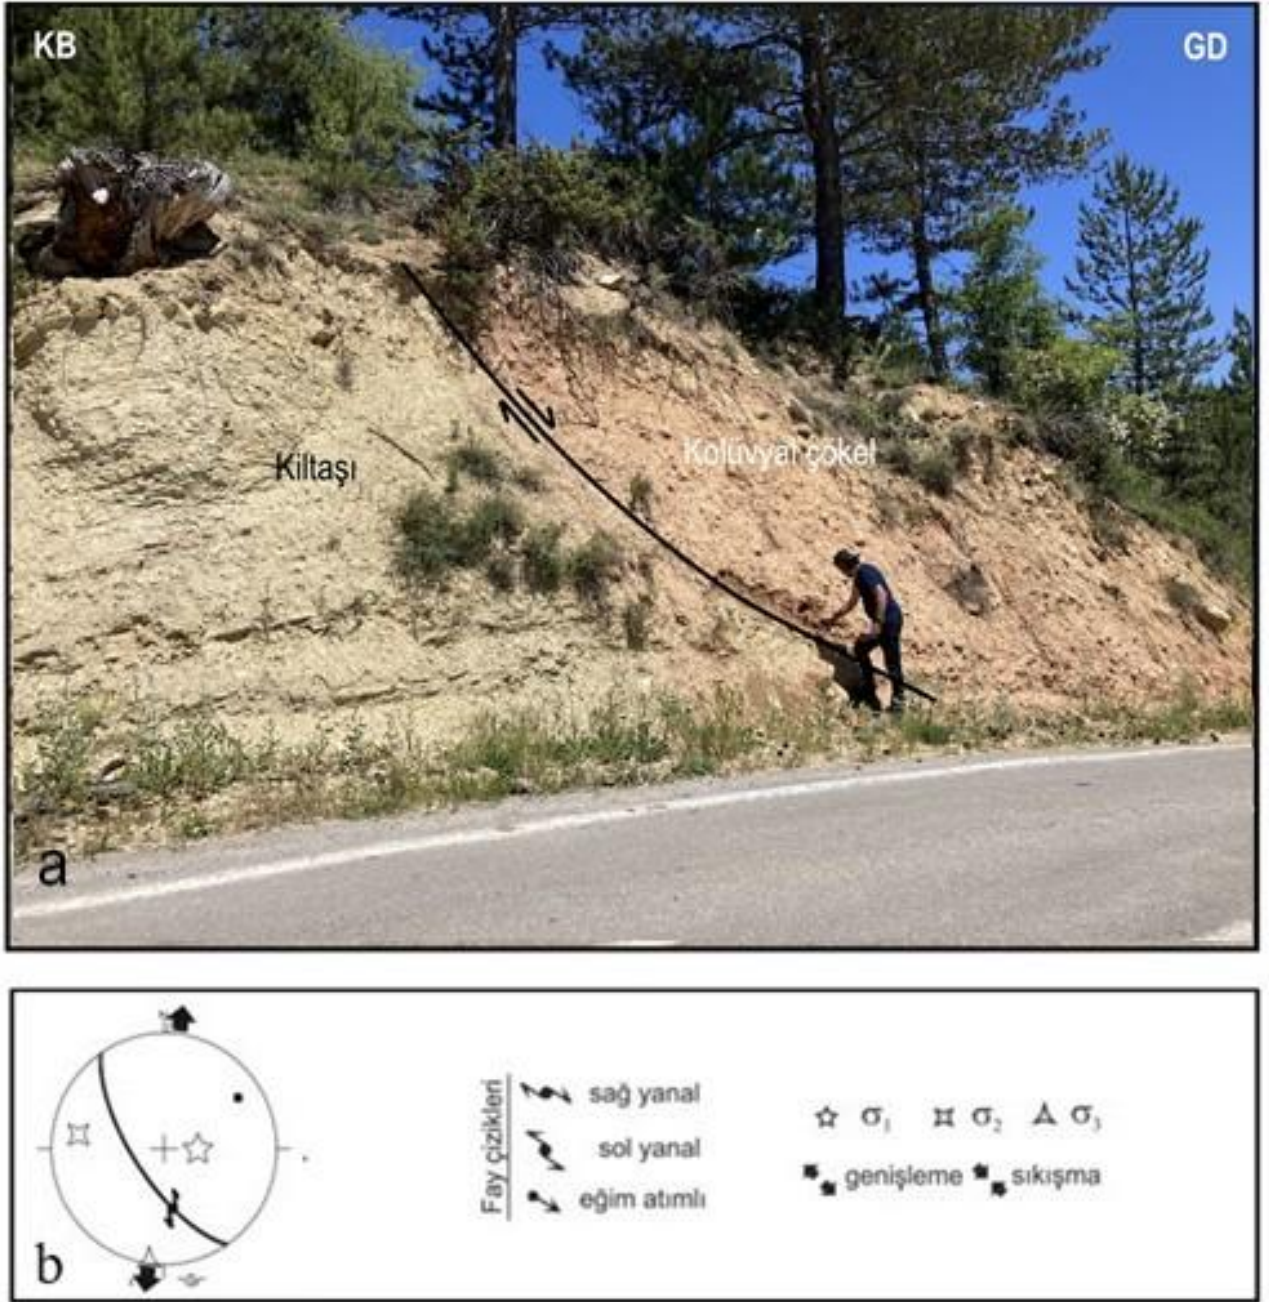 KB
GD
Kiltaşı
Kolüvyal çökel
a
Fay çizikleri
sağ yanal
sol yanal
eğim atımlı
σ1 σ2 σ3
genişleme sıkışma
b